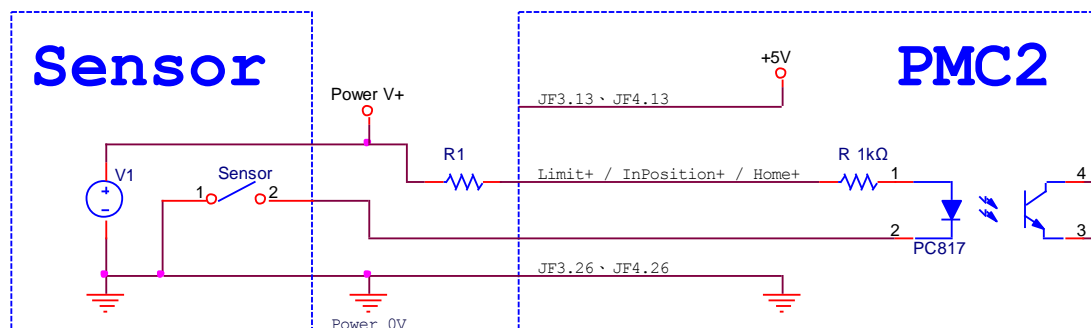 Sensor
PMC2
+5V
Power V+
JF3.13、JF4.13
R1
R 1kΩ
V1
Sensor
Limit+ / InPosition+ / Home+
1
4
1
2
2
3
PC817
JF3.26、JF4.26
Power 0V